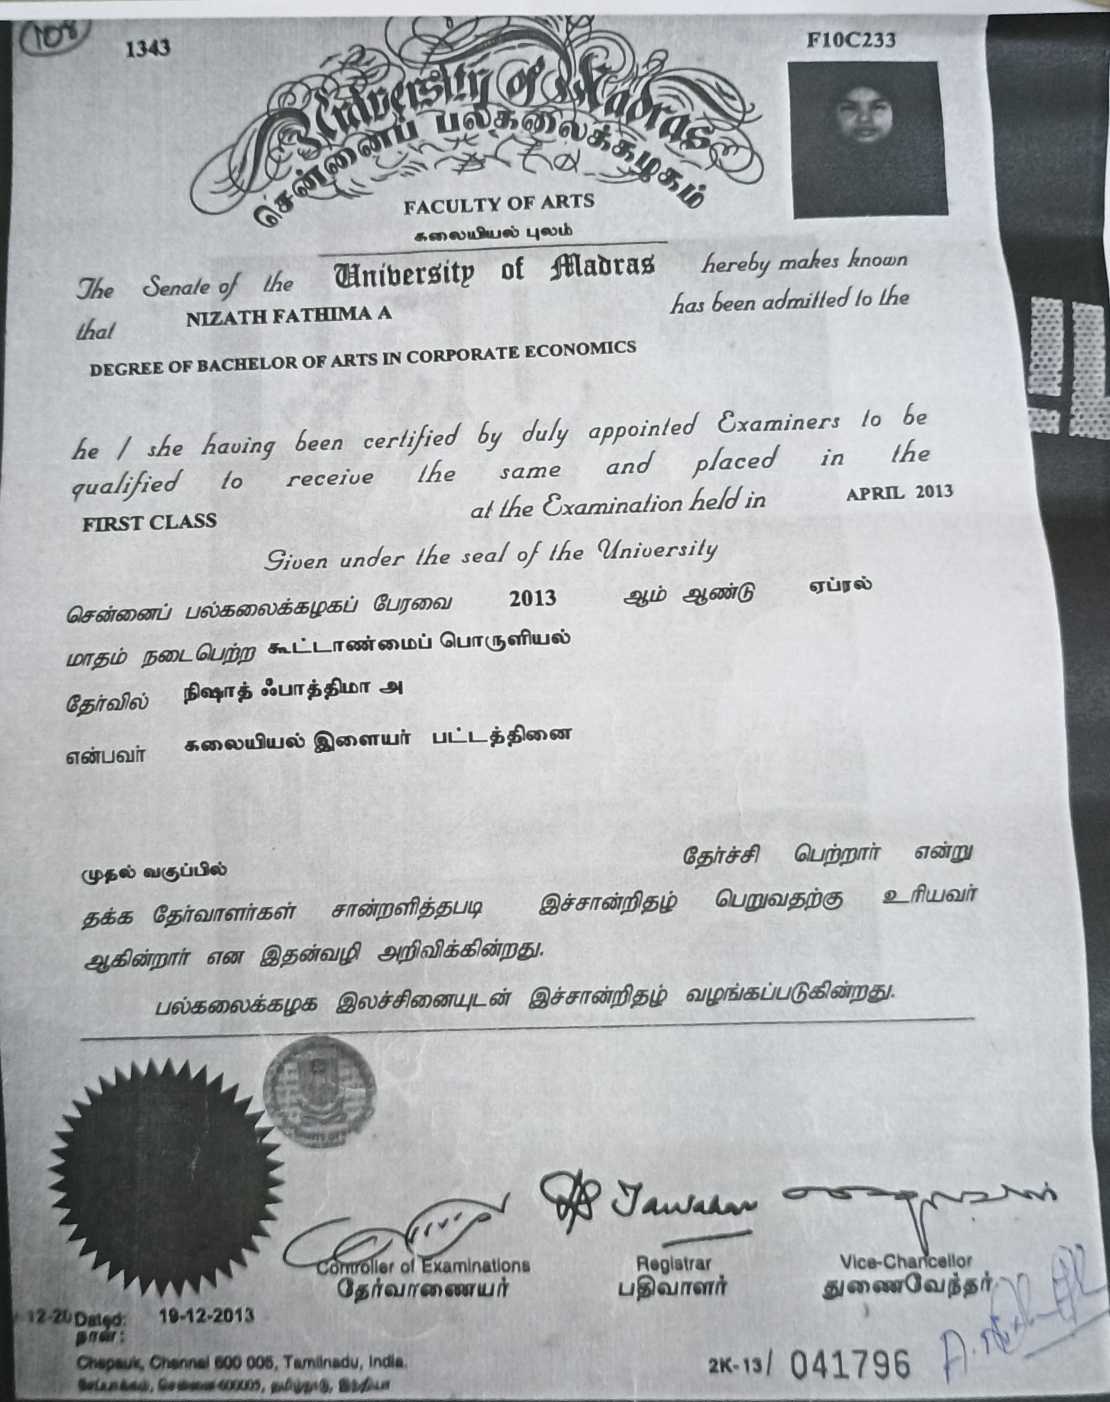 108
1343
F10C233
University of Madras
சென்னைப் பல்கலைக்கழகம்
FACULTY OF ARTS
கலையியல் புலம்
The Senate of the University of Madras hereby makes known
that NIZATH FATHIMA A has been admitted to the
DEGREE OF BACHELOR OF ARTS IN CORPORATE ECONOMICS
he / she having been certified by duly appointed Examiners to be
qualified to receive the same and placed in the
FIRST CLASS at the Examination held in APRIL 2013
Given under the seal of the University
சென்னைப் பல்கலைக்கழகப் பேரவை 2013 ஆம் ஆண்டு ஏப்ரல்
மாதம் நடைபெற்ற கூட்டாண்மைப் பொருளியல்
தேர்வில் நிஷாத் ஃபாத்திமா அ
என்பவர் கலையியல் இளையர் பட்டத்தினை
முதல் வகுப்பில் தேர்ச்சி பெற்றார் என்று
தக்க தேர்வாளர்கள் சான்றளித்தபடி இச்சான்றிதழ் பெறுவதற்கு உரியவர்
ஆகின்றார் என இதன்வழி அறிவிக்கின்றது.
பல்கலைக்கழக இலச்சினையுடன் இச்சான்றிதழ் வழங்கப்படுகின்றது.
Controller of Examinations Registrar Vice-Chancellor
தேர்வாணையர் பதிவாளர் துணைவேந்தர்
12-20 Dated: 19-12-2013
நாள்:
Chepauk, Chennai 600 005, Tamilnadu, India.
சேப்பாக்கம், சென்னை 600005, தமிழ்நாடு, இந்தியா
2K-13/ 041796